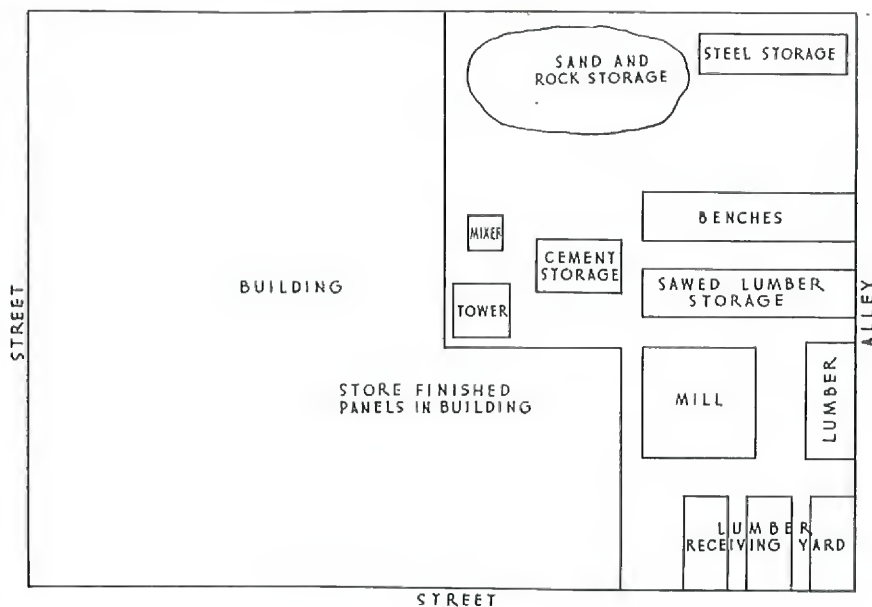 SAND AND
ROCK STORAGE
STEEL STORAGE
BENCHES
MIXER
CEMENT
STORAGE
SAWED LUMBER
STORAGE
BUILDING
TOWER
STREET
ALLEY
STORE FINISHED
PANELS IN BUILDING
MILL
LUMBER
LUMBER
RECEIVING YARD
STREET